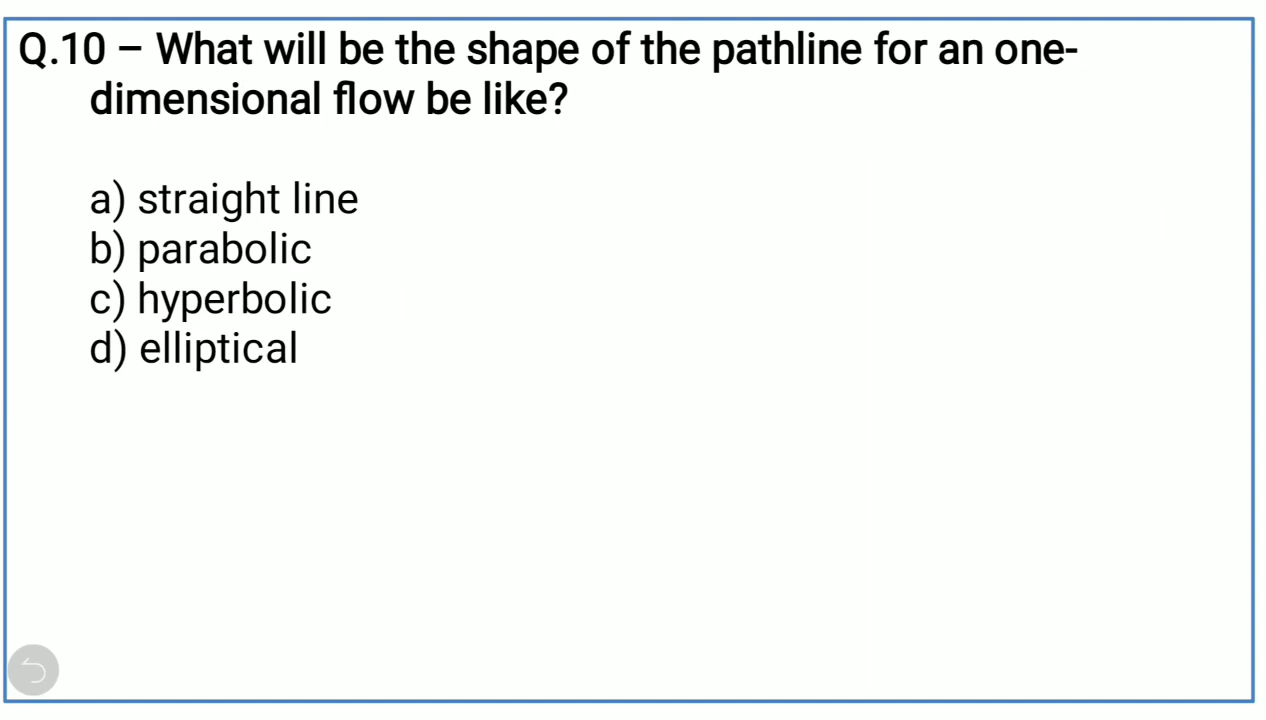 Q.10 – What will be the shape of the pathline for an one-
dimensional flow be like?
a) straight line
b) parabolic
c) hyperbolic
d) elliptical